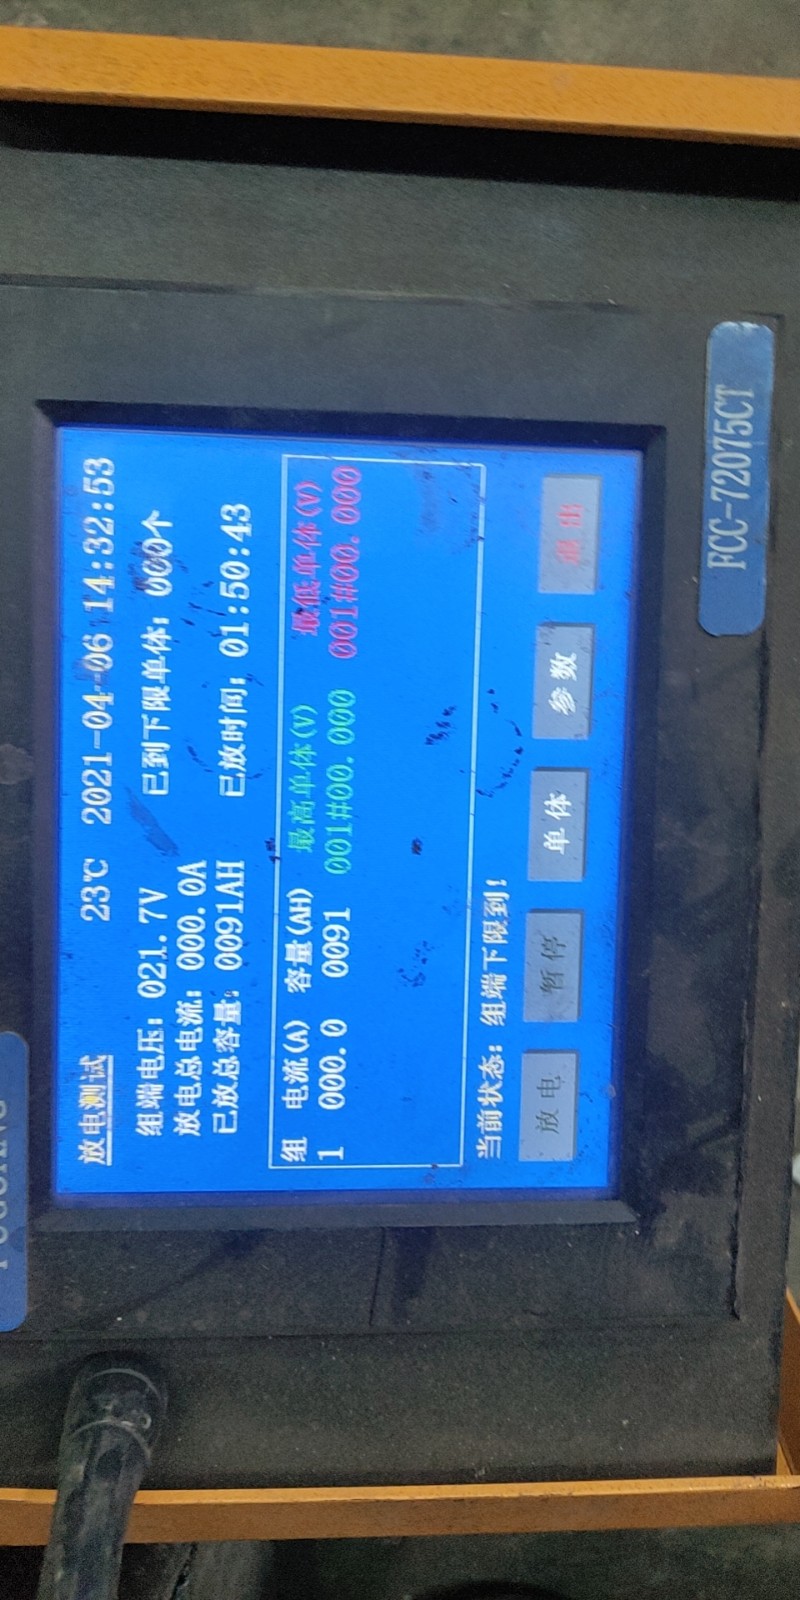 放电测试 23℃ 2021-04-06 14:32:53
组端电压: 021.7V 已到下限单体: 000个
放电总电流: 000.0A
已放总容量: 0091AH 已放时间: 01:50:43
组 电流(A) 容量(AH) 最高单体(V) 最低单体(V)
1 000.0 0091 001#00.000 001#00.000
当前状态: 组端下限到!
放电 暂停 单体 参数 退出
FCC-72075CT